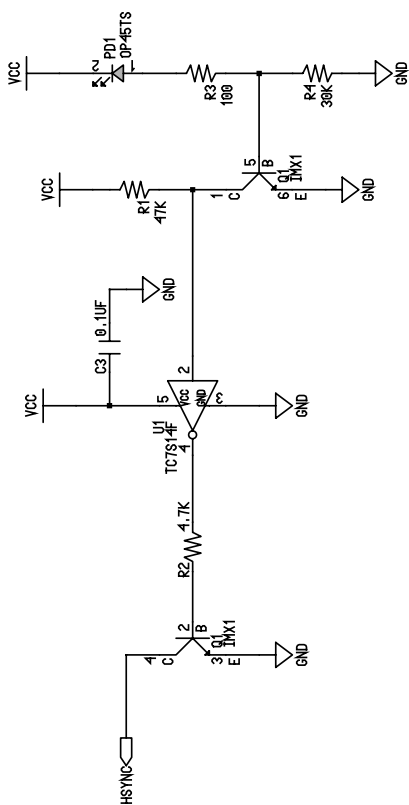 VCC
2
PD1
OP45TS
R3
100
R4
30K
GND
VCC
R1
47K
1
C
5
B
Q1
IMX1
6
E
GND
0.1UF
C3
GND
VCC
2
5
VCC
GND
3
U1
TC7S14F
4
GND
4.7K
R2
2
B
Q1
IMX1
4
C
3
E
GND
HSYNC